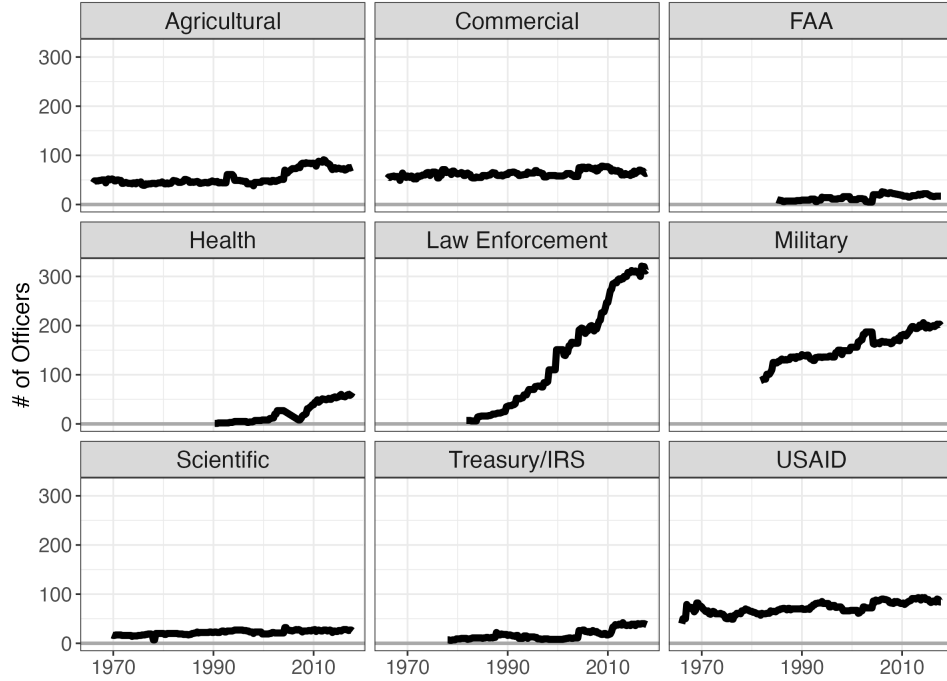 Agricultural Commercial FAA
300
200
100
0
Health Law Enforcement Military
300
200
100
0
# of Officers
Scientific Treasury/IRS USAID
300
200
100
0
1970 1990 2010 1970 1990 2010 1970 1990 2010